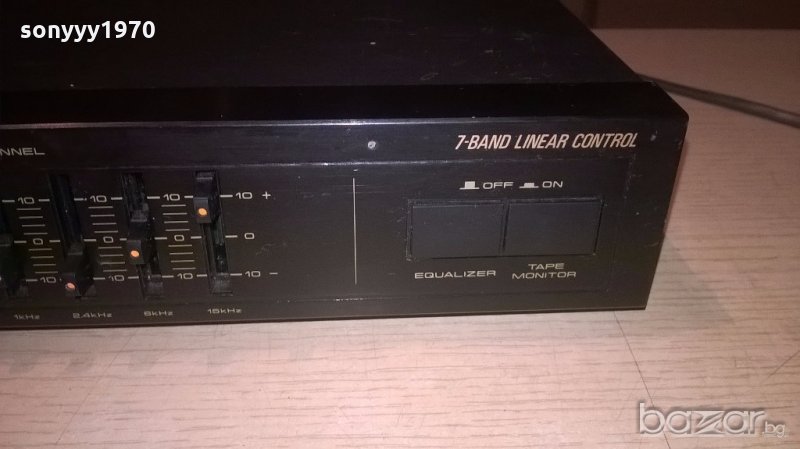 sonyyy1970
7-BAND LINEAR CONTROL
NNEL
OFF ON
10 10 10 10 +
0 0 0 0
10 10 10 10 -
EQUALIZER
TAPE
MONITOR
1kHz 2.4kHz 6kHz 15kHz
bazar.bg